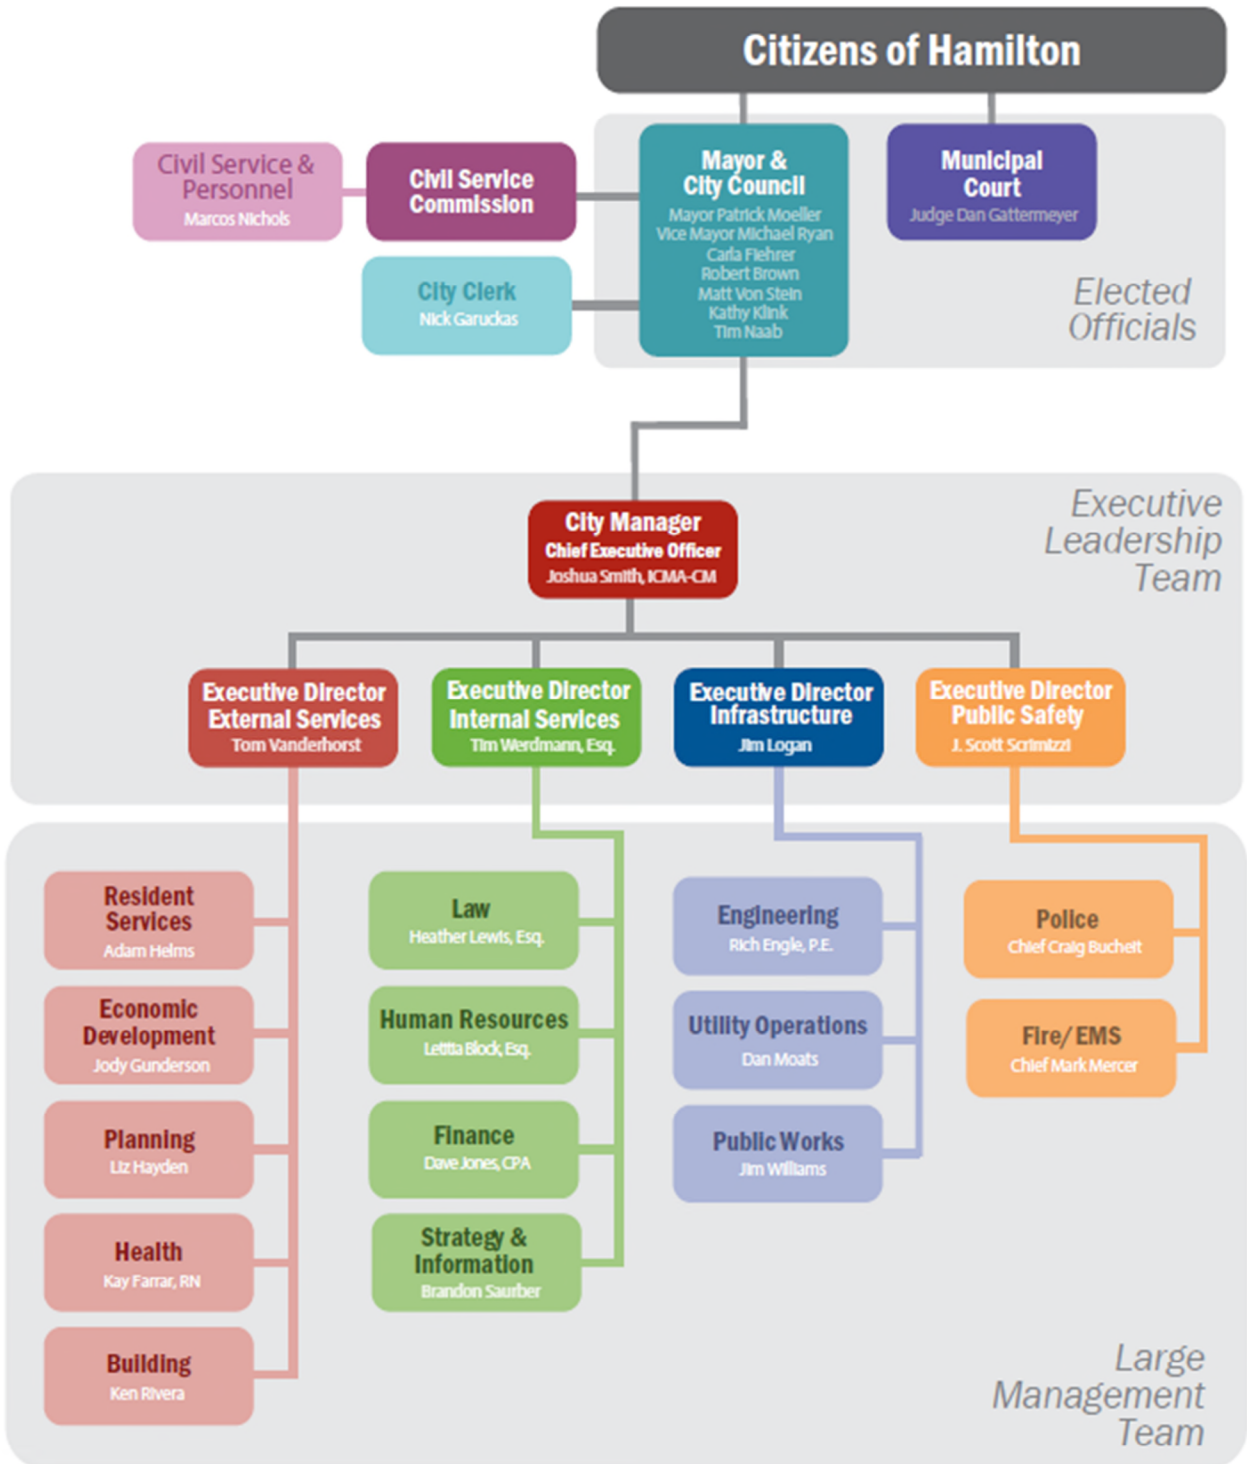 Citizens of Hamilton
Civil Service &
Personnel
Marcos Nichols
Civil Service
Commission
City Clerk
Nick Garuckas
Mayor &
City Council
Mayor Patrick Moeller
Vice Mayor Michael Ryan
Carla Fiehrer
Robert Brown
Matt Von Stein
Kathy Klink
Tim Naab
Municipal
Court
Judge Dan Gattermeyer
Elected
Officials
Executive
Leadership
Team
City Manager
Chief Executive Officer
Joshua Smith, ICMA-CM
Executive Director
External Services
Tom Vanderhorst
Executive Director
Internal Services
Tim Werdmann, Esq.
Executive Director
Infrastructure
Jim Logan
Executive Director
Public Safety
J. Scott Scrimizzi
Resident
Services
Adam Helms
Economic
Development
Jody Gunderson
Planning
Liz Hayden
Health
Kay Farrar, RN
Building
Ken Rivera
Law
Heather Lewis, Esq.
Human Resources
Letitia Block, Esq.
Finance
Dave Jones, CPA
Strategy &
Information
Brandon Saurber
Engineering
Rich Engle, P.E.
Utility Operations
Dan Moats
Public Works
Jim Williams
Police
Chief Craig Bucheit
Fire/EMS
Chief Mark Mercer
Large
Management
Team